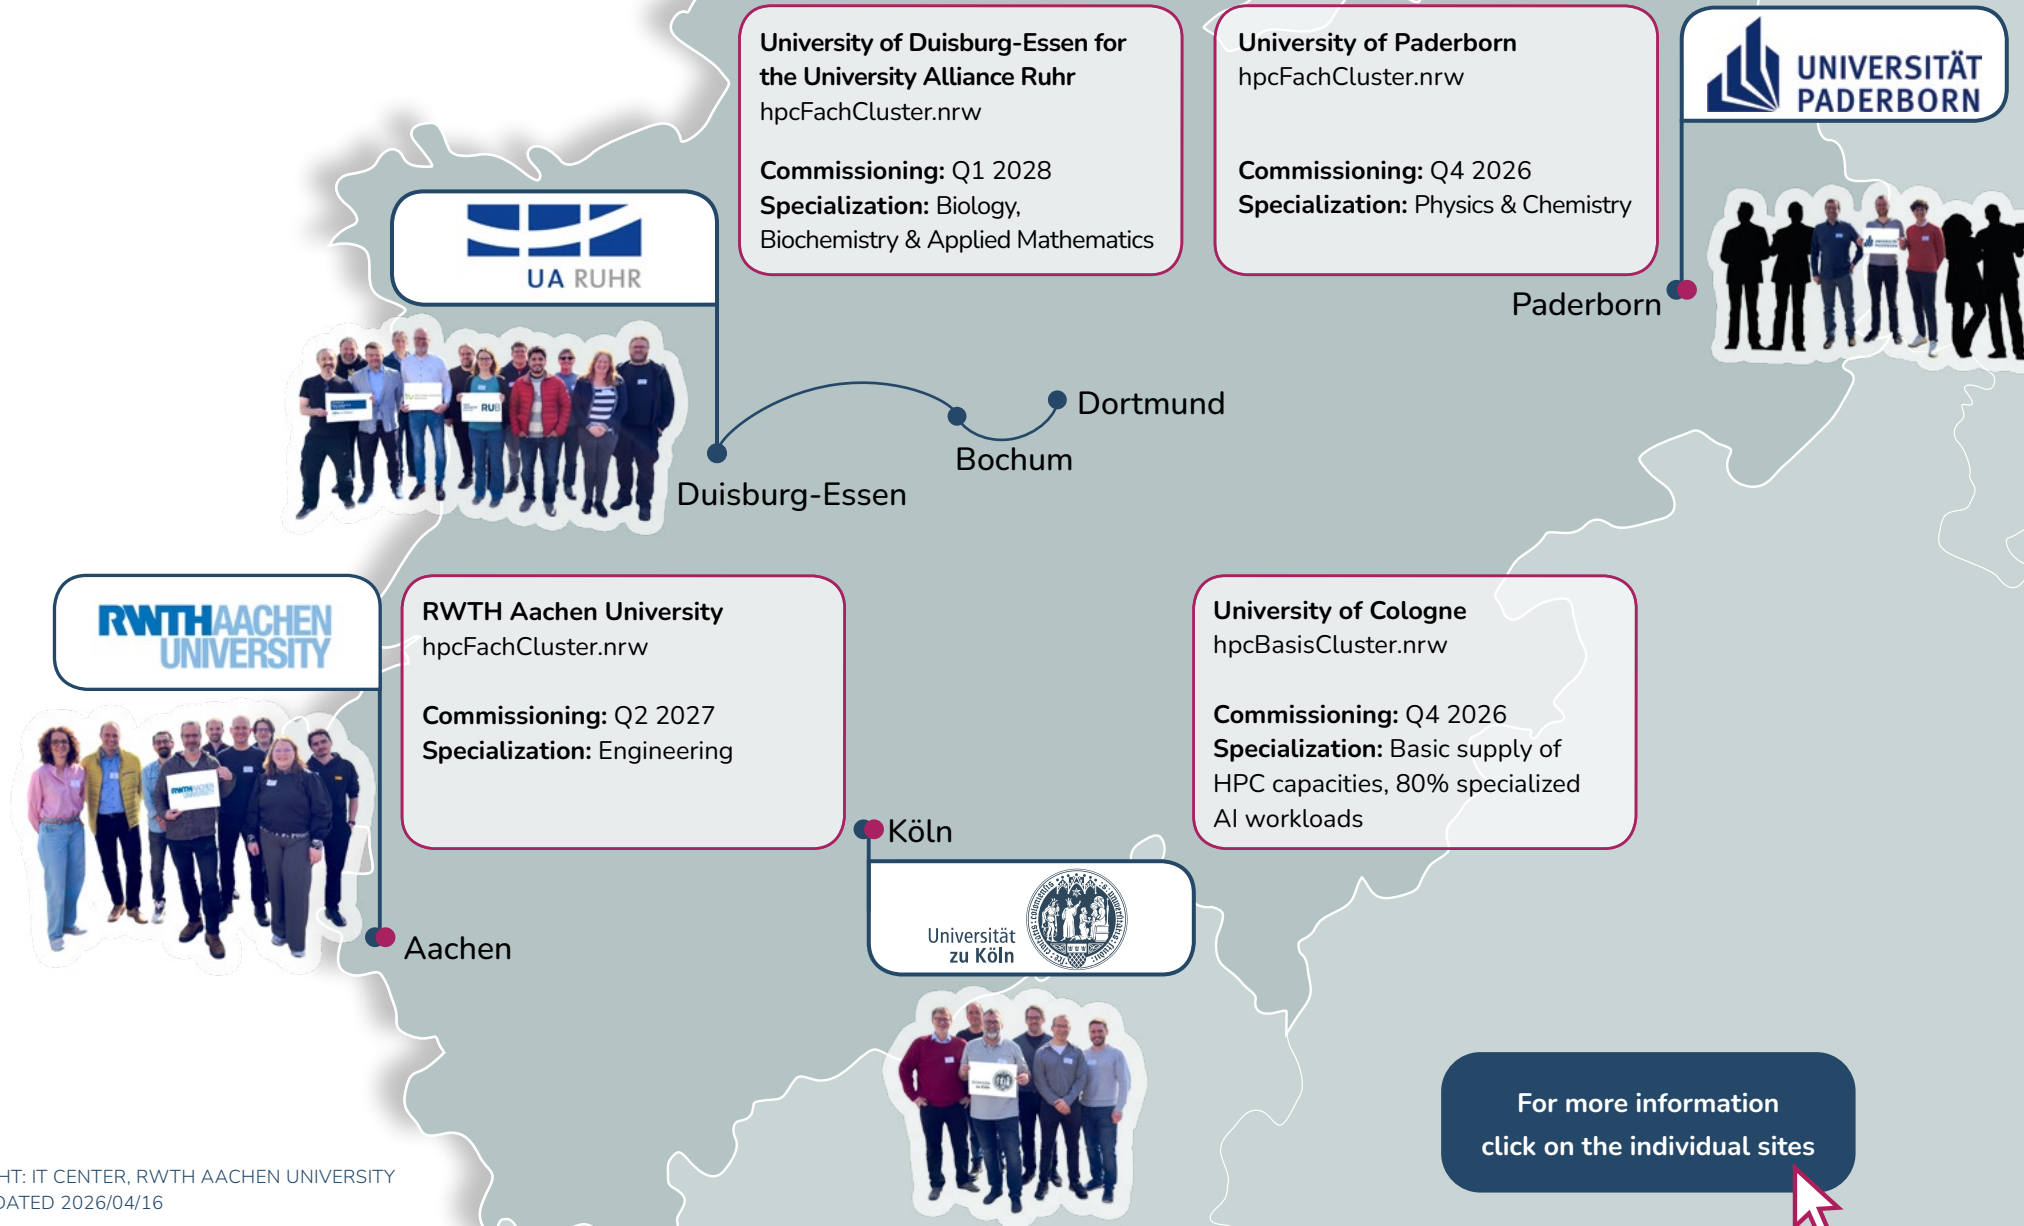 University of Duisburg-Essen for
the University Alliance Ruhr
hpcFachCluster.nrw
Commissioning: Q1 2028
Specialization: Biology,
Biochemistry & Applied Mathematics
University of Paderborn
hpcFachCluster.nrw
Commissioning: Q4 2026
Specialization: Physics & Chemistry
UNIVERSITÄT
PADERBORN
UA RUHR
Paderborn
RUB
Dortmund
Bochum
Duisburg-Essen
RWTHAACHEN
UNIVERSITY
RWTH Aachen University
hpcFachCluster.nrw
Commissioning: Q2 2027
Specialization: Engineering
University of Cologne
hpcBasisCluster.nrw
Commissioning: Q4 2026
Specialization: Basic supply of
HPC capacities, 80% specialized
AI workloads
Köln
Universität
zu Köln
Aachen
For more information
click on the individual sites
HT: IT CENTER, RWTH AACHEN UNIVERSITY
DATED 2026/04/16